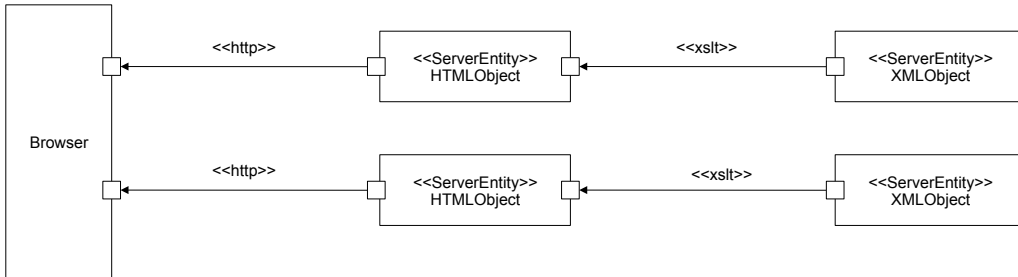 <<http>>
<<ServerEntity>>
HTMLObject
<<xslt>>
<<ServerEntity>>
XMLObject
Browser
<<http>>
<<ServerEntity>>
HTMLObject
<<xslt>>
<<ServerEntity>>
XMLObject